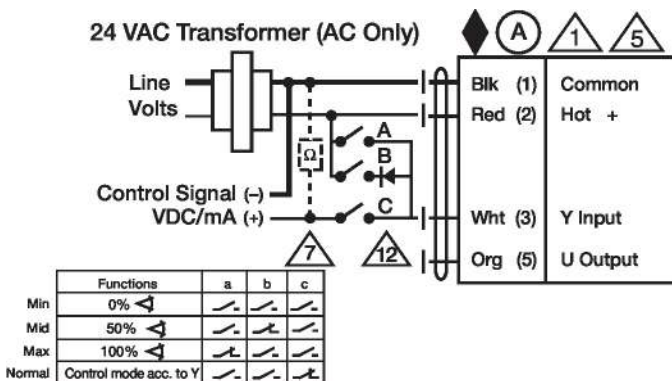 24 VAC Transformer (AC Only)
A 1 5
Line
Volts
Blk (1) Common
Red (2) Hot +
A
Ω
B
Control Signal (–)
VDC/mA (+)
C
Wht (3) Y Input
7 12
Org (5) U Output
Functions a b c
Min 0%
Mid 50%
Max 100%
Normal Control mode acc. to Y